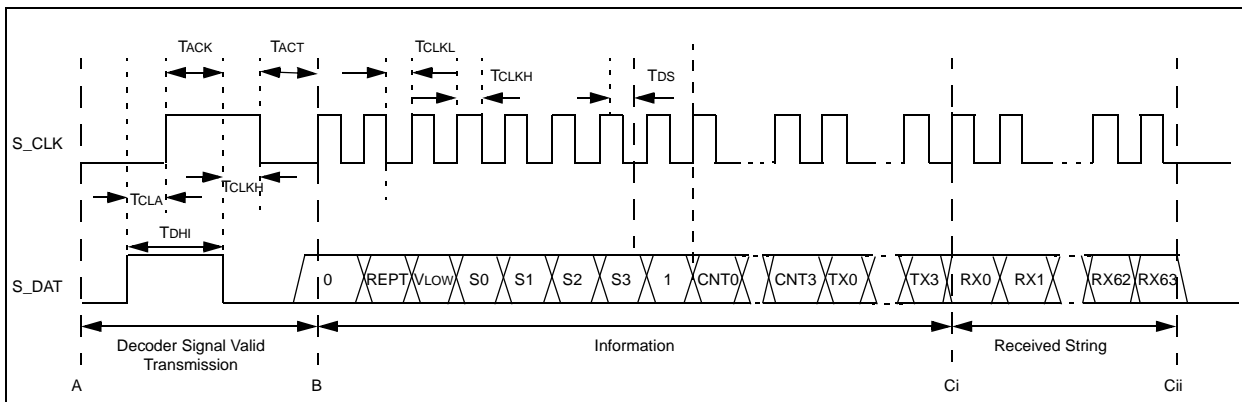 TACK TACT TCLKL
TCLKH TDS
S_CLK
TCLA TCLKH
TDHI
S_DAT 0 REPT VLOW S0 S1 S2 S3 1 CNT0 CNT3 TX0 TX3 RX0 RX1 RX62 RX63
Decoder Signal Valid Information Received String
Transmission
A B Ci Cii